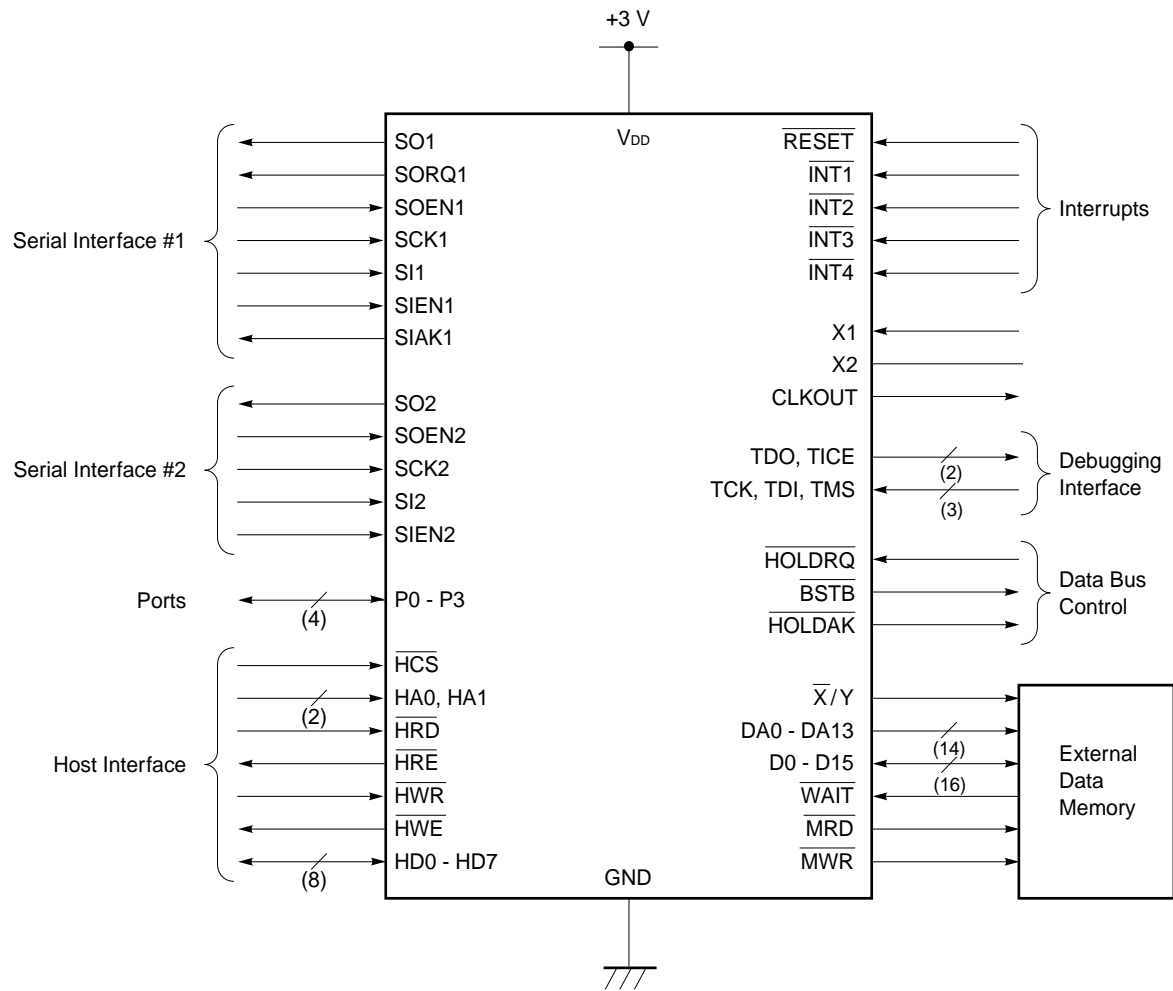 +3 V
VDD
Serial Interface #1
SO1
SORQ1
SOEN1
SCK1
SI1
SIEN1
SIAK1
Serial Interface #2
SO2
SOEN2
SCK2
SI2
SIEN2
Ports
(4)
P0 - P3
Host Interface
HCS
HA0, HA1
(2)
HRD
HRE
HWR
HWE
HD0 - HD7
(8)
RESET
INT1
INT2
INT3
INT4
Interrupts
X1
X2
CLKOUT
TDO, TICE
(2)
TCK, TDI, TMS
(3)
Debugging
Interface
HOLDRQ
BSTB
HOLDAK
Data Bus
Control
X/Y
DA0 - DA13
(14)
D0 - D15
(16)
WAIT
MRD
MWR
External
Data
Memory
GND